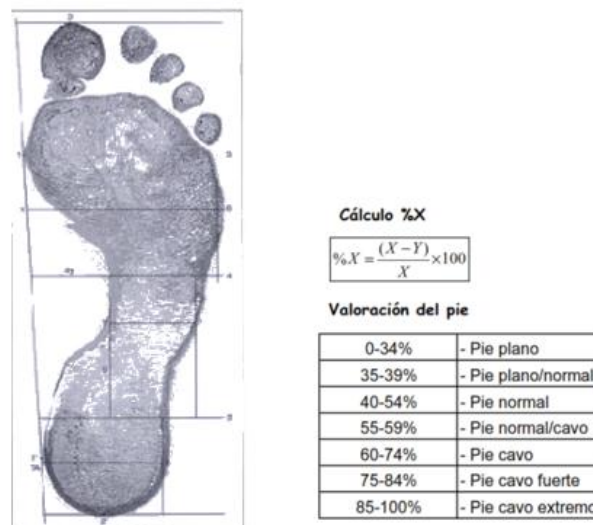 Cálculo %X
%X = (X - Y) / X × 100
Valoración del pie
0-34% - Pie plano
35-39% - Pie plano/normal
40-54% - Pie normal
55-59% - Pie normal/cavo
60-74% - Pie cavo
75-84% - Pie cavo fuerte
85-100% - Pie cavo extremo